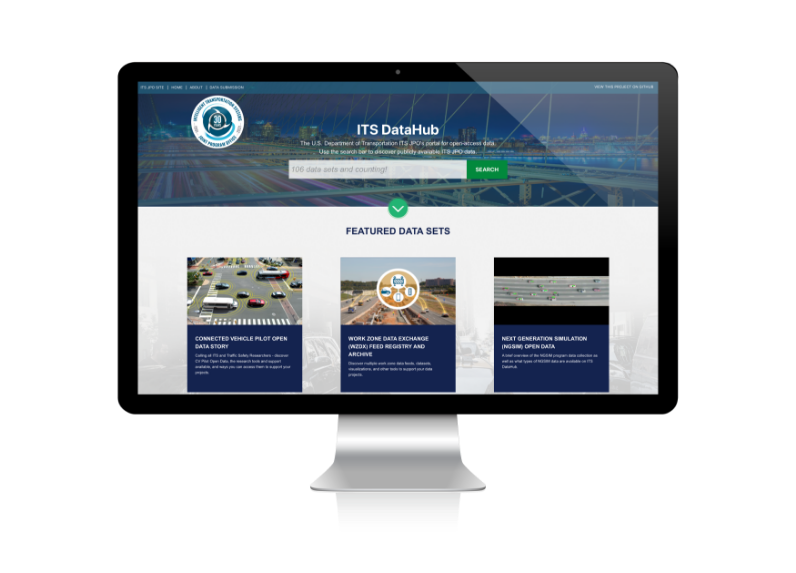 ITS JPO SITE | HOME | ABOUT | DATA SUBMISSION
VIEW THIS PROJECT ON GITHUB
INTELLIGENT TRANSPORTATION SYSTEMS
30
JOINT PROGRAM OFFICE
ITS DataHub
The U.S. Department of Transportation ITS JPO's portal for open-access data.
Use the search bar to discover publicly available ITS JPO data.
106 data sets and counting!
SEARCH
FEATURED DATA SETS
CONNECTED VEHICLE PILOT OPEN
DATA STORY
Calling all ITS and Traffic Safety Researchers - discover
CV Pilot Open Data, the research tools and support
available, and ways you can access them to support your
projects.
WORK ZONE DATA EXCHANGE
(WZDX) FEED REGISTRY AND
ARCHIVE
Discover multiple work zone data feeds, datasets,
visualizations, and other tools to support your data
projects.
NEXT GENERATION SIMULATION
(NGSIM) OPEN DATA
A brief overview of the NGSIM program data collection as
well as what types of NGSIM data are available on ITS
DataHub.